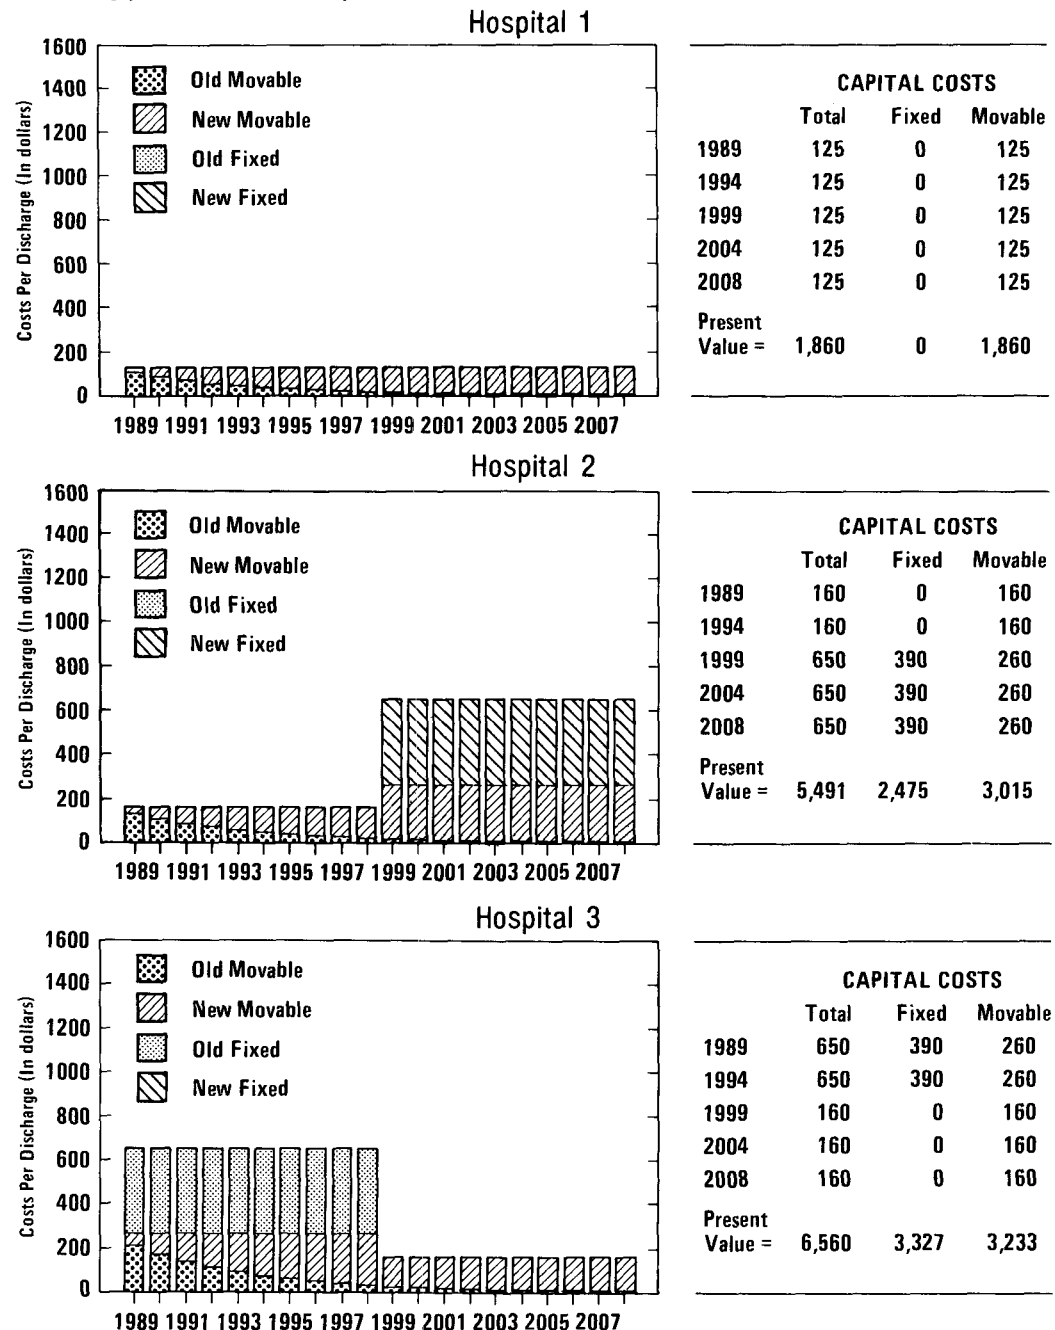 Hospital 1
Costs Per Discharge (In dollars)
1600
1400
1200
1000
800
600
400
200
0
Old Movable
New Movable
Old Fixed
New Fixed
1989 1991 1993 1995 1997 1999 2001 2003 2005 2007
CAPITAL COSTS
Total Fixed Movable
1989 125 0 125
1994 125 0 125
1999 125 0 125
2004 125 0 125
2008 125 0 125
Present
Value = 1,860 0 1,860
Hospital 2
Costs Per Discharge (In dollars)
1600
1400
1200
1000
800
600
400
200
0
Old Movable
New Movable
Old Fixed
New Fixed
1989 1991 1993 1995 1997 1999 2001 2003 2005 2007
CAPITAL COSTS
Total Fixed Movable
1989 160 0 160
1994 160 0 160
1999 650 390 260
2004 650 390 260
2008 650 390 260
Present
Value = 5,491 2,475 3,015
Hospital 3
Costs Per Discharge (In dollars)
1600
1400
1200
1000
800
600
400
200
0
Old Movable
New Movable
Old Fixed
New Fixed
1989 1991 1993 1995 1997 1999 2001 2003 2005 2007
CAPITAL COSTS
Total Fixed Movable
1989 650 390 260
1994 650 390 260
1999 160 0 160
2004 160 0 160
2008 160 0 160
Present
Value = 6,560 3,327 3,233